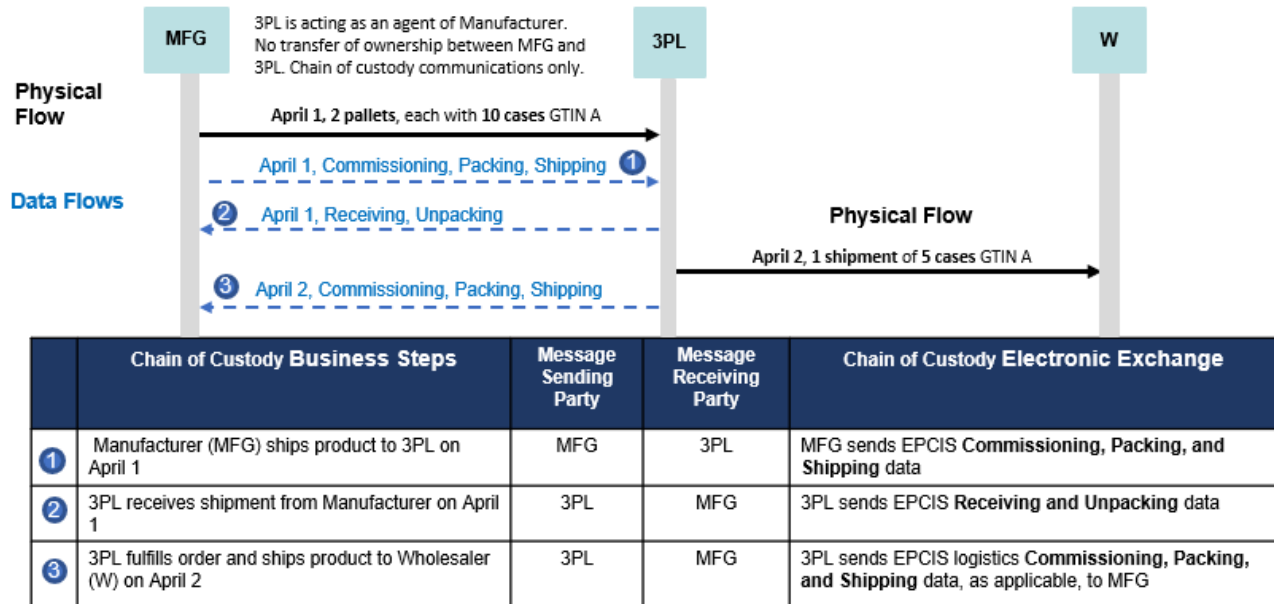 MFG
3PL is acting as an agent of Manufacturer.
No transfer of ownership between MFG and
3PL. Chain of custody communications only.
3PL
W
Physical
Flow
April 1, 2 pallets, each with 10 cases GTIN A
April 1, Commissioning, Packing, Shipping 1
Data Flows
2 April 1, Receiving, Unpacking
Physical Flow
April 2, 1 shipment of 5 cases GTIN A
3 April 2, Commissioning, Packing, Shipping
Chain of Custody Business Steps
Message
Sending
Party
Message
Receiving
Party
Chain of Custody Electronic Exchange
1
Manufacturer (MFG) ships product to 3PL on
April 1
MFG
3PL
MFG sends EPCIS Commissioning, Packing, and
Shipping data
2
3PL receives shipment from Manufacturer on April
1
3PL
MFG
3PL sends EPCIS Receiving and Unpacking data
3
3PL fulfills order and ships product to Wholesaler
(W) on April 2
3PL
MFG
3PL sends EPCIS logistics Commissioning, Packing,
and Shipping data, as applicable, to MFG